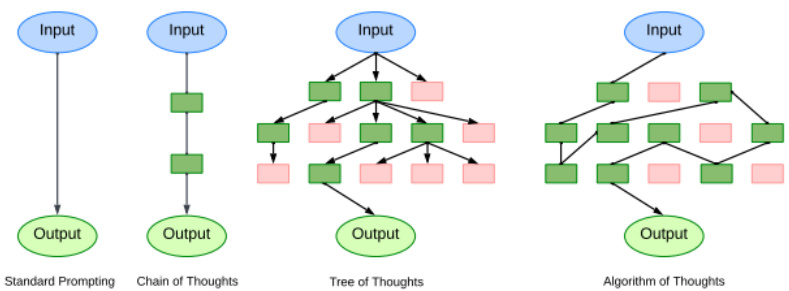 Input
Input
Input
Input
Output
Output
Output
Output
Standard Prompting
Chain of Thoughts
Tree of Thoughts
Algorithm of Thoughts